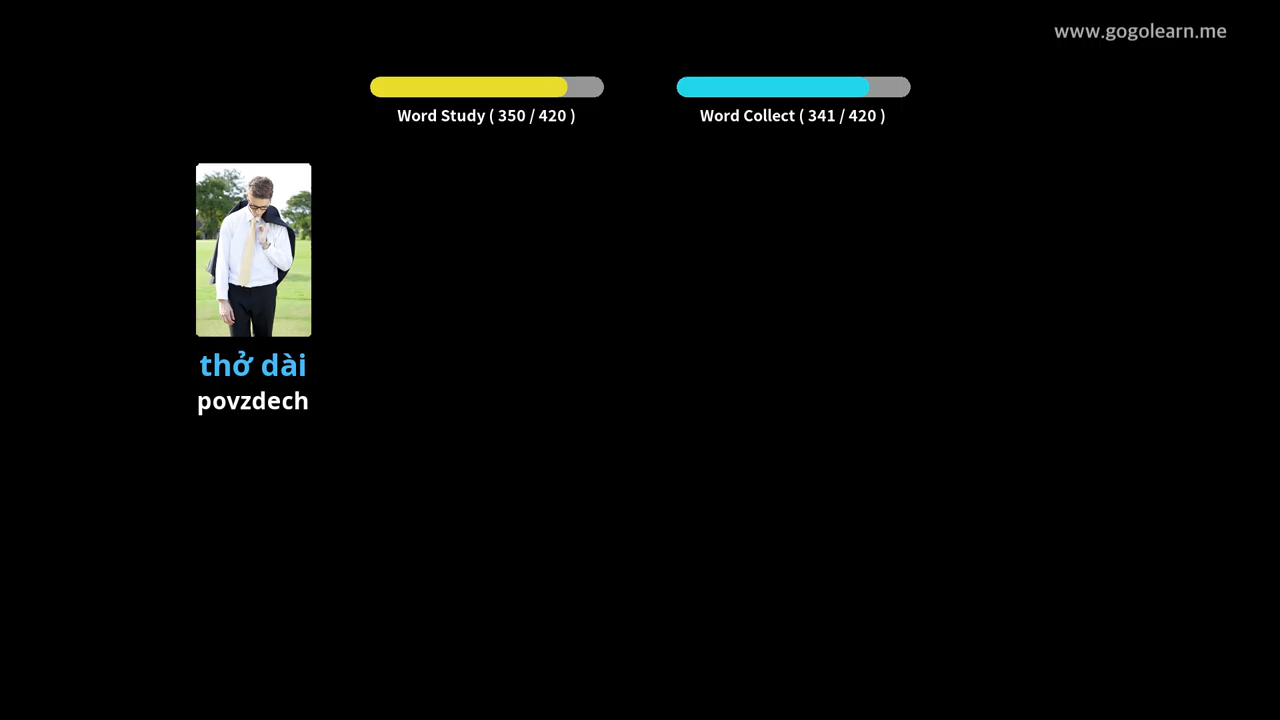 www.gogolearn.me
Word Study ( 350 / 420 )
Word Collect ( 341 / 420 )
thở dài
povzdech